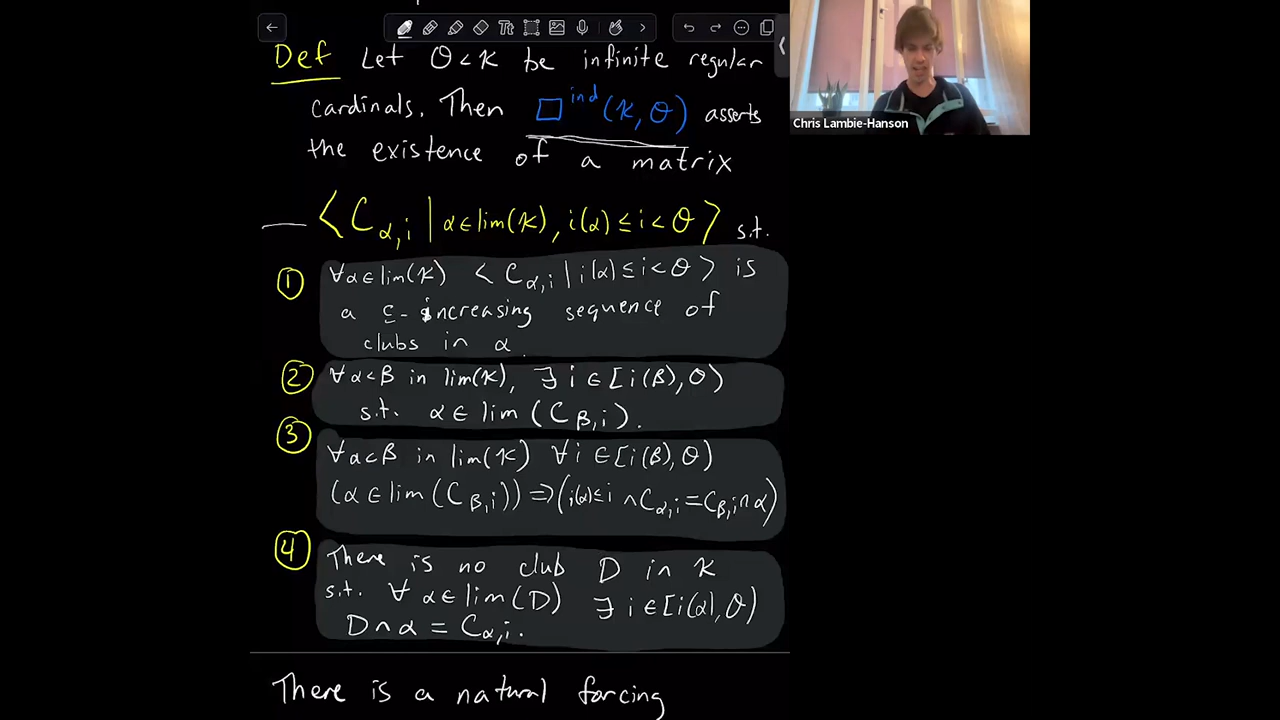 Def Let θ < κ be infinite regular
cardinals. Then □^ind (κ, θ) asserts
the existence of a matrix
⟨C_α,i | α ∈ lim(κ), i(α) ≤ i < θ⟩ s.t.
① ∀α ∈ lim(κ) ⟨C_α,i | i(α) ≤ i < θ⟩ is
a ⊆-increasing sequence of
clubs in α.
② ∀α<β in lim(κ), ∃ i ∈ [i(β), θ)
s.t. α ∈ lim (C_β,i).
③ ∀α<β in lim(κ) ∀i ∈ [i(β), θ)
(α ∈ lim(C_β,i)) ⇒ (i(α) ≤ i ∧ C_α,i = C_β,i ∩ α)
④ There is no club D in κ
s.t. ∀ α ∈ lim(D) ∃ i ∈ [i(α), θ)
D ∩ α = C_α,i.
There is a natural forcing
Chris Lambie-Hanson